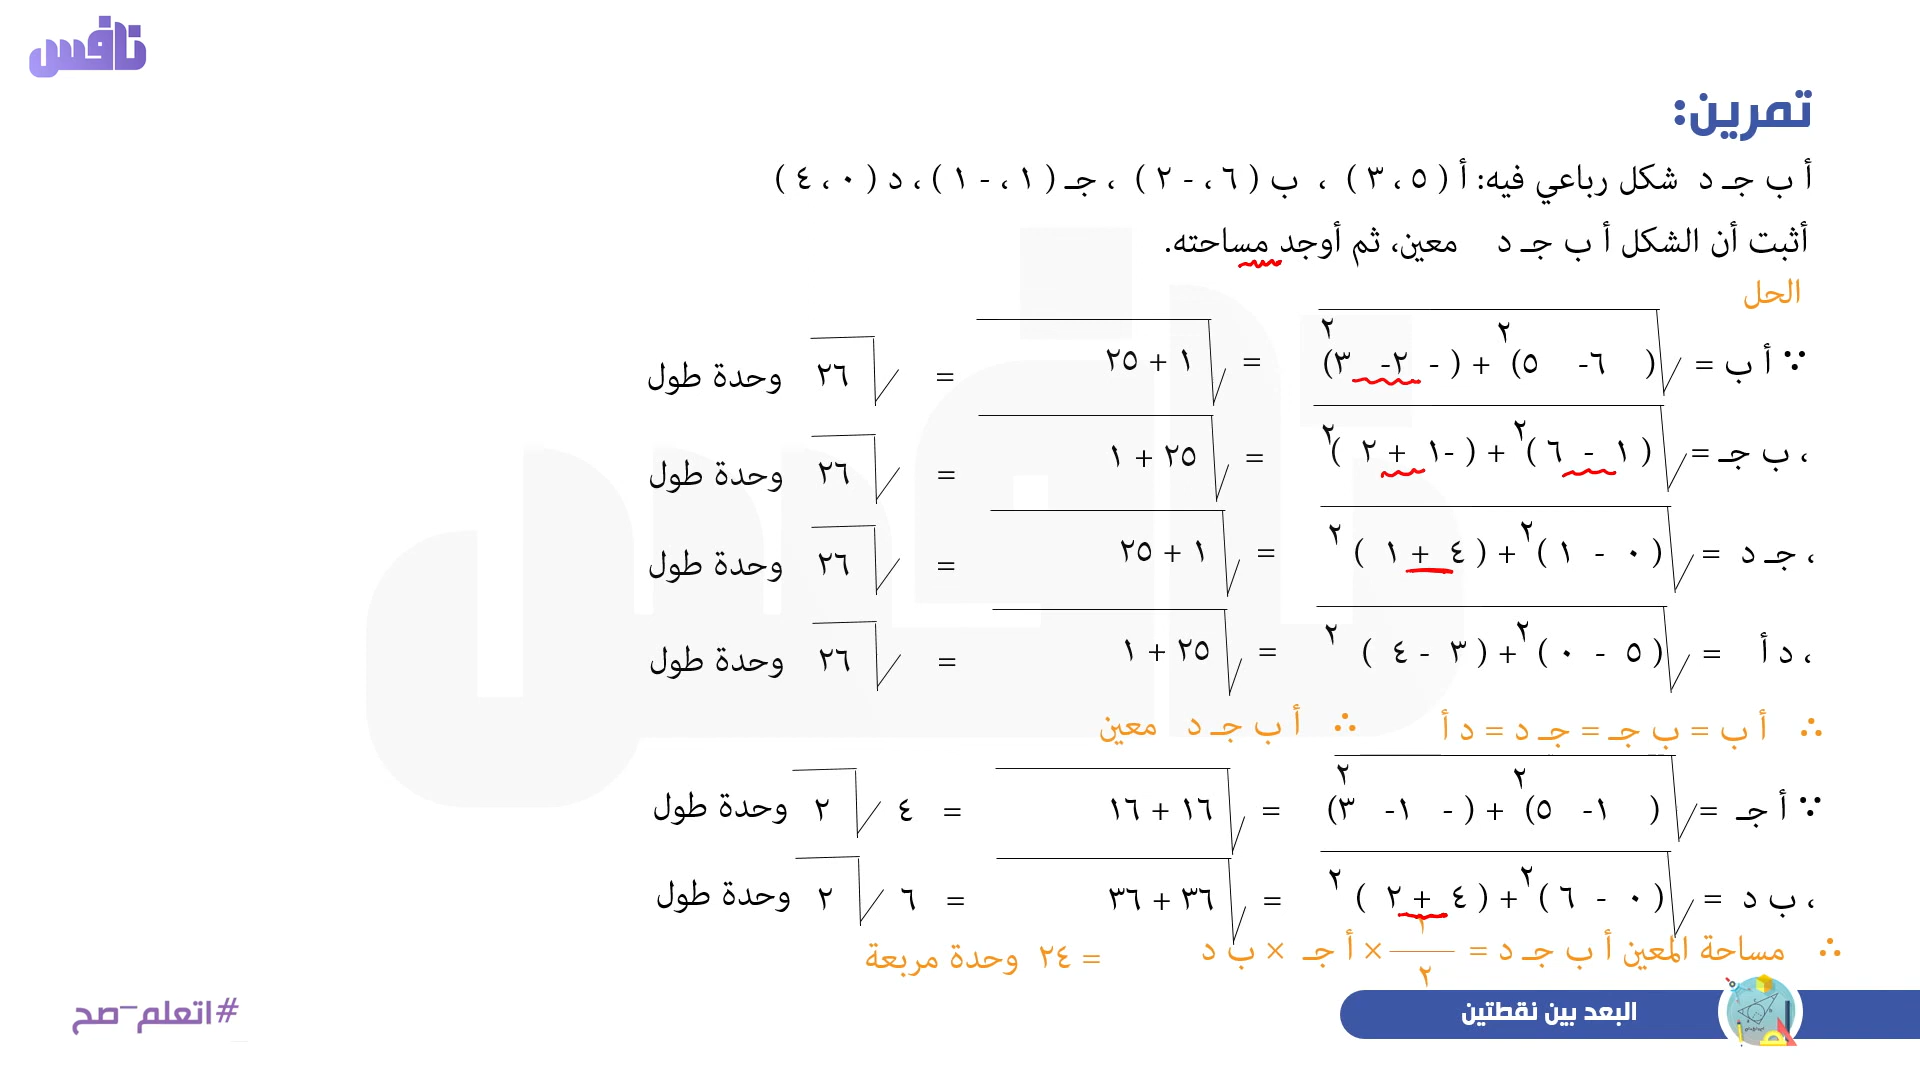 نافس
تمرين:
أ ب جـ د شكل رباعي فيه: أ ( ٥ ، ٣ ) ، ب ( ٦ ، - ٢ ) ، جـ ( ١ ، - ١ ) ، د ( ٠ ، ٤ )
أثبت أن الشكل أ ب جـ د معين، ثم أوجد مساحته.
الحل
∵ أ ب = √( ٦ - ٥)٢ + ( - ٢ - ٣)٢ = √١ + ٢٥ = √٢٦ وحدة طول
، ب جـ = √( ١ - ٦ )٢ + ( -١ + ٢ )٢ = √٢٥ + ١ = √٢٦ وحدة طول
، جـ د = √( ٠ - ١ )٢ + ( ٤ + ١ )٢ = √١ + ٢٥ = √٢٦ وحدة طول
، د أ = √( ٥ - ٠ )٢ + ( ٣ - ٤ )٢ = √٢٥ + ١ = √٢٦ وحدة طول
∴ أ ب = ب جـ = جـ د = د أ ∴ أ ب جـ د معين
∵ أ جـ = √( ١ - ٥)٢ + ( - ١ - ٣)٢ = √١٦ + ١٦ = ٤ √٢ وحدة طول
، ب د = √( ٠ - ٦ )٢ + ( ٤ + ٢ )٢ = √٣٦ + ٣٦ = ٦ √٢ وحدة طول
∴ مساحة المعين أ ب جـ د = ١/٢ × أ جـ × ب د = ٢٤ وحدة مربعة
البعد بين نقطتين
#اتعلم_صح